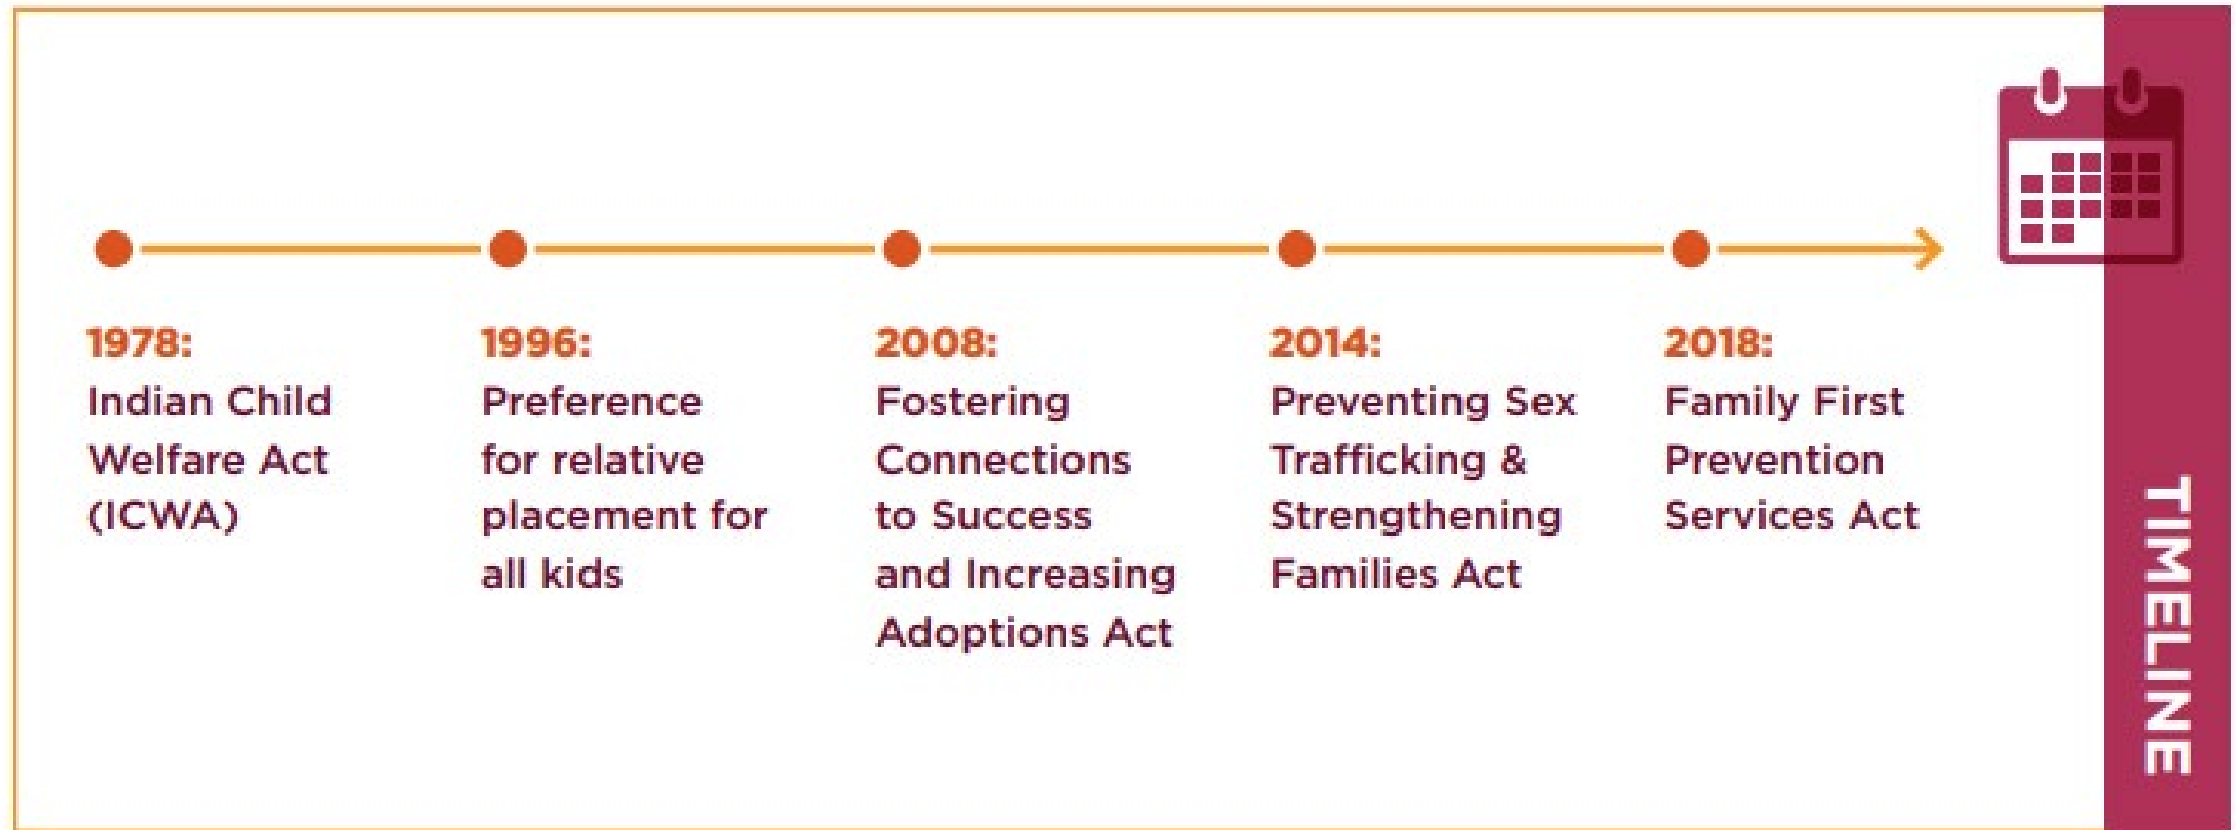 1978:
Indian Child
Welfare Act
(ICWA)
1996:
Preference
for relative
placement for
all kids
2008:
Fostering
Connections
to Success
and Increasing
Adoptions Act
2014:
Preventing Sex
Trafficking &
Strengthening
Families Act
2018:
Family First
Prevention
Services Act
TIMELINE